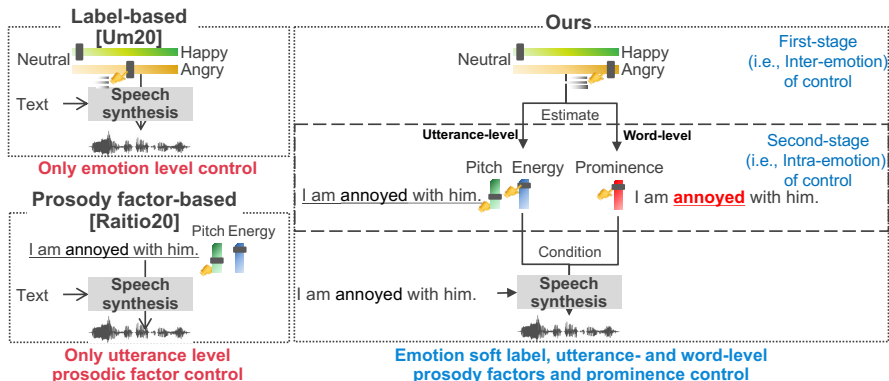 Label-based
[Um20]
Neutral
Happy
Angry
Text
Speech
synthesis
Only emotion level control
Prosody factor-based
[Raitio20]
Pitch Energy
I am annoyed with him.
Text
Speech
synthesis
Only utterance level
prosodic factor control
Ours
Neutral
Happy
Angry
First-stage
(i.e., Inter-emotion)
of control
Estimate
Utterance-level
Word-level
Second-stage
(i.e., Intra-emotion)
of control
Pitch Energy Prominence
I am annoyed with him.
I am annoyed with him.
Condition
I am annoyed with him.
Speech
synthesis
Emotion soft label, utterance- and word-level
prosody factors and prominence control